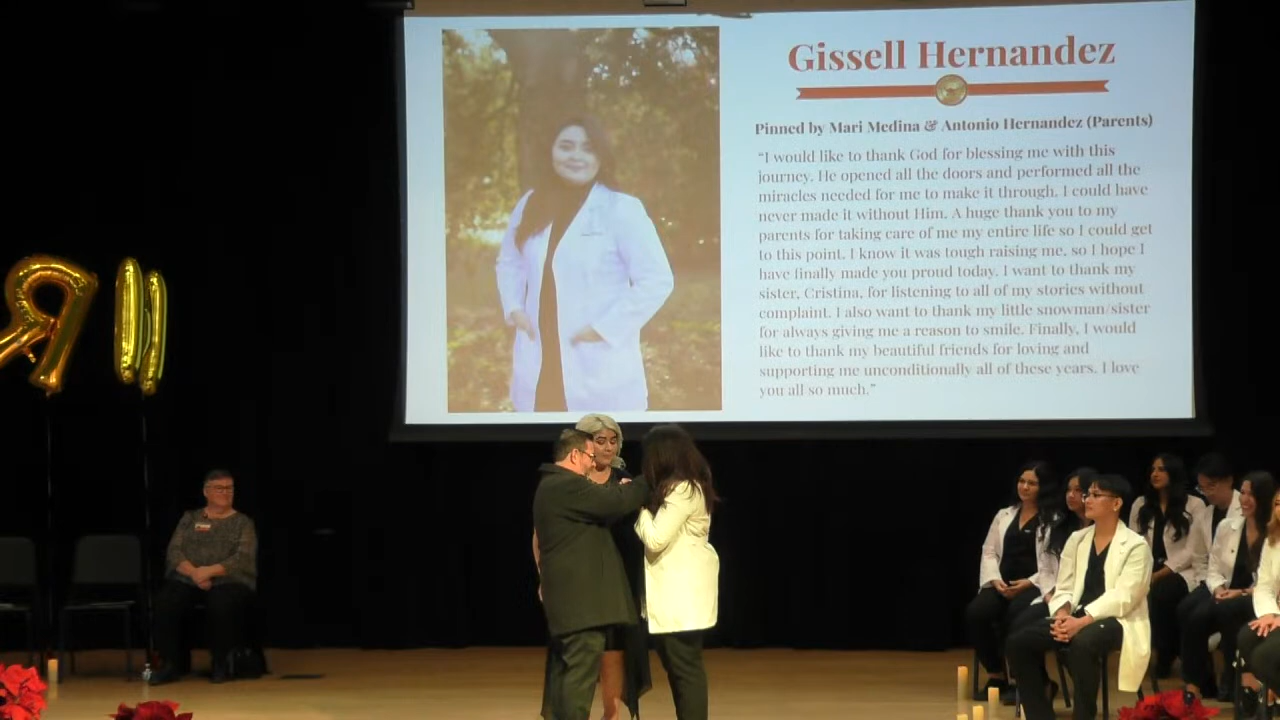 Gissell Hernandez
Pinned by Mari Medina & Antonio Hernandez (Parents)
“I would like to thank God for blessing me with this
journey. He opened all the doors and performed all the
miracles needed for me to make it through. I could have
never made it without Him. A huge thank you to my
parents for taking care of me my entire life so I could get
to this point. I know it was tough raising me, so I hope I
have finally made you proud today. I want to thank my
sister, Cristina, for listening to all of my stories without
complaint. I also want to thank my little snowman/sister
for always giving me a reason to smile. Finally, I would
like to thank my beautiful friends for loving and
supporting me unconditionally all of these years. I love
you all so much.”